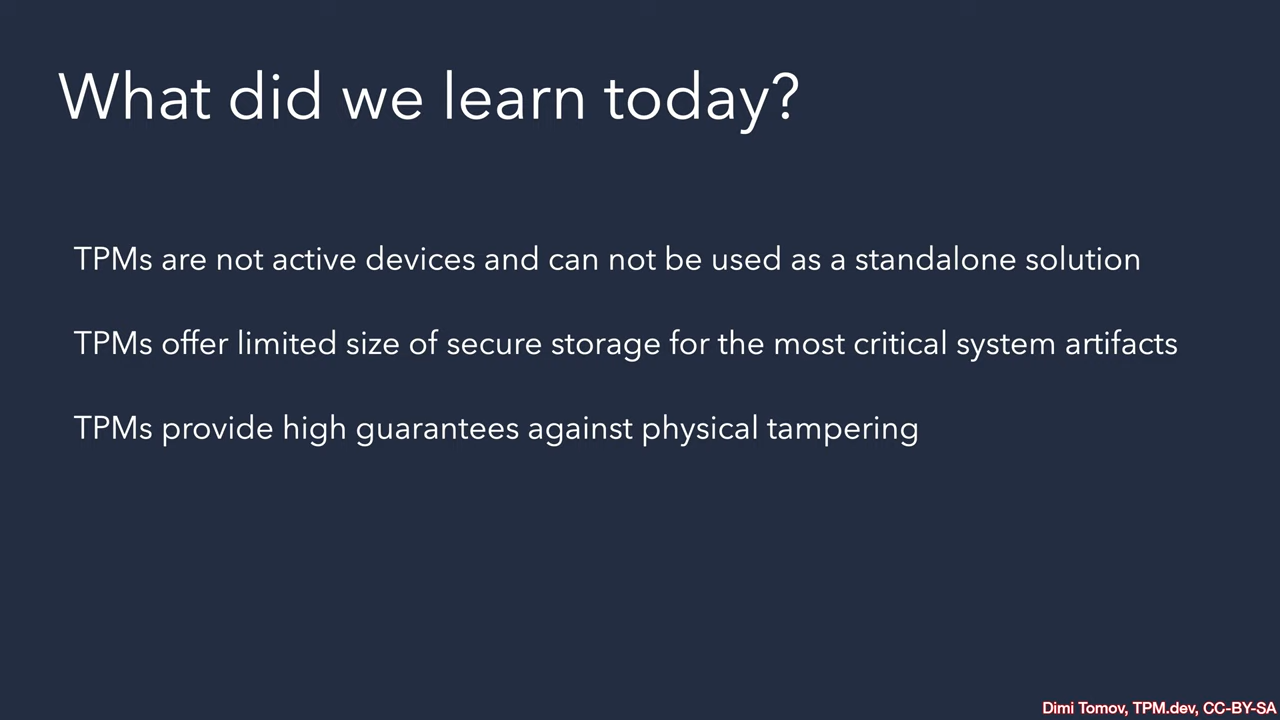 What did we learn today?
TPMs are not active devices and can not be used as a standalone solution
TPMs offer limited size of secure storage for the most critical system artifacts
TPMs provide high guarantees against physical tampering
Dimi Tomov, TPM.dev, CC-BY-SA